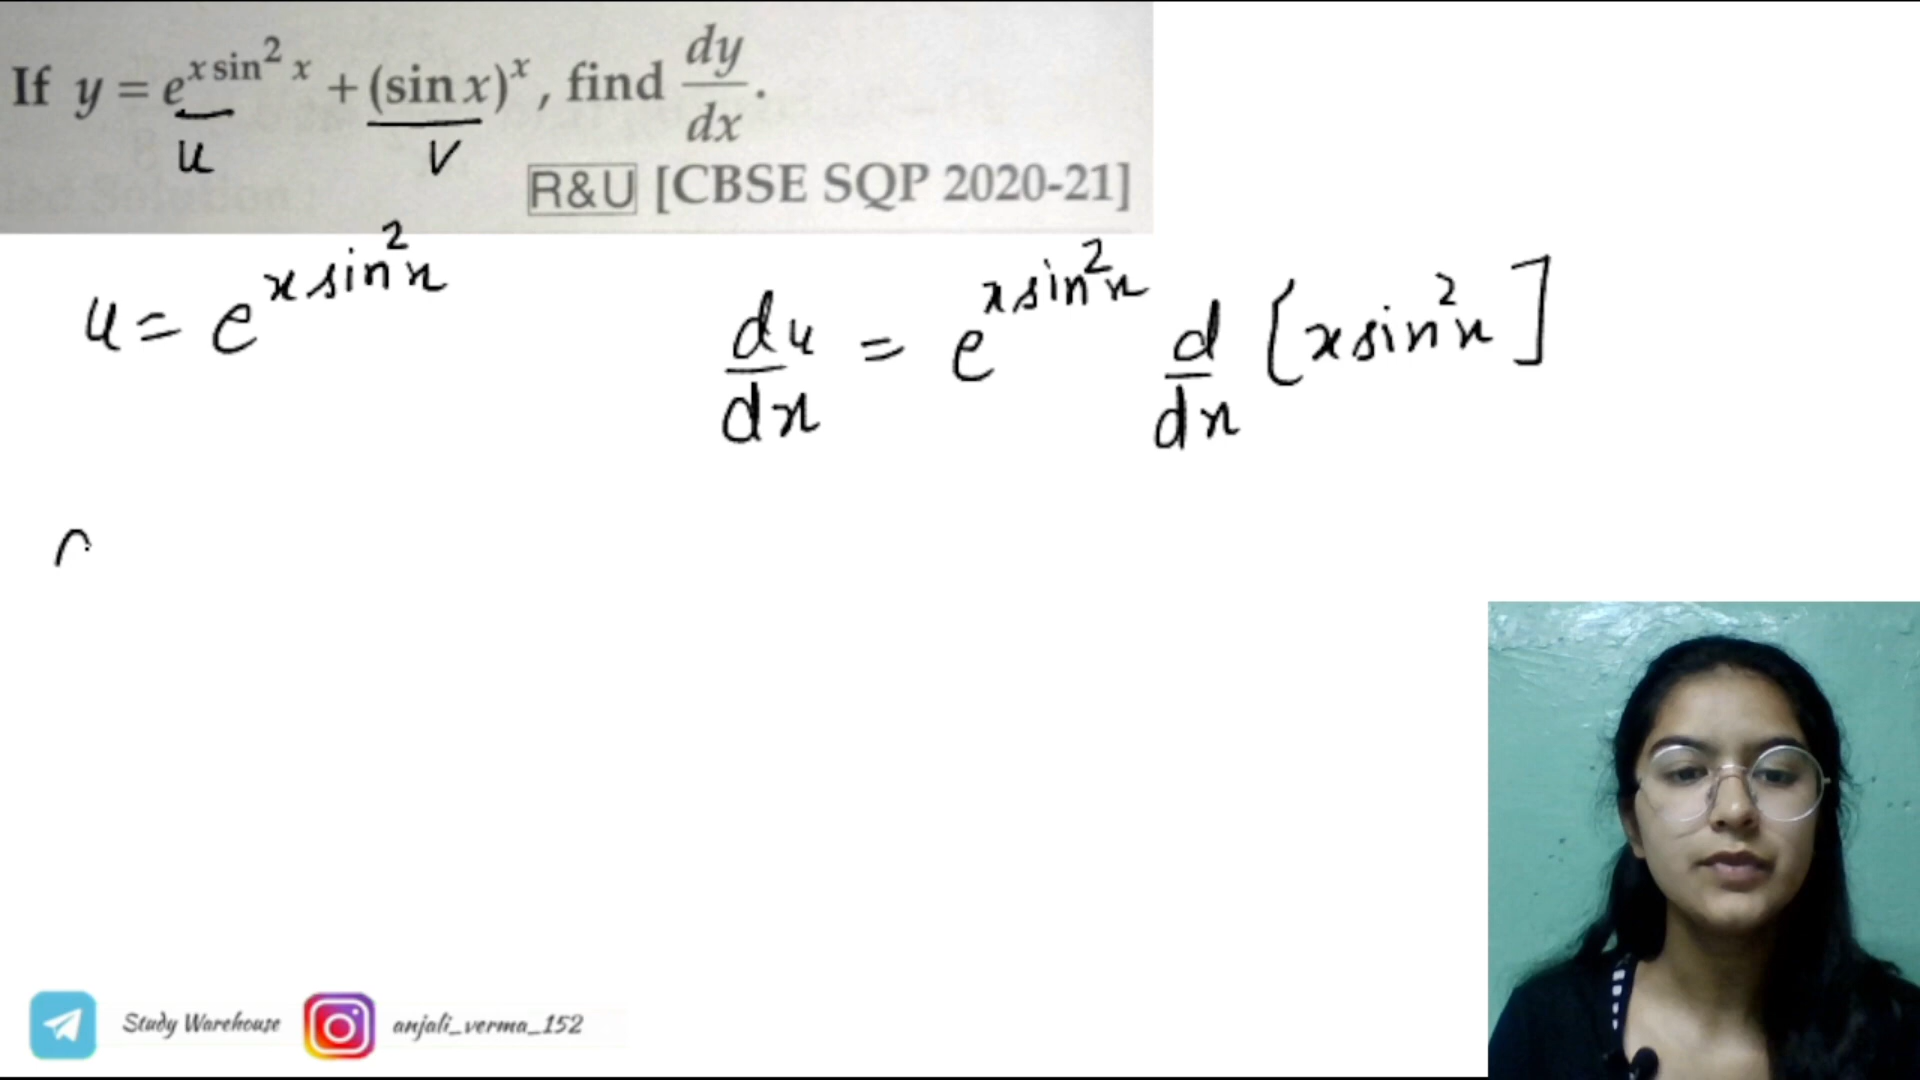 If y = e^{x sin² x} + (sin x)^x, find dy/dx.
u v
R&U [CBSE SQP 2020-21]
u = e^{x sin² x}
du/dx = e^{x sin² x} d/dx [x sin² x]
Study Warehouse anjali_verma_152